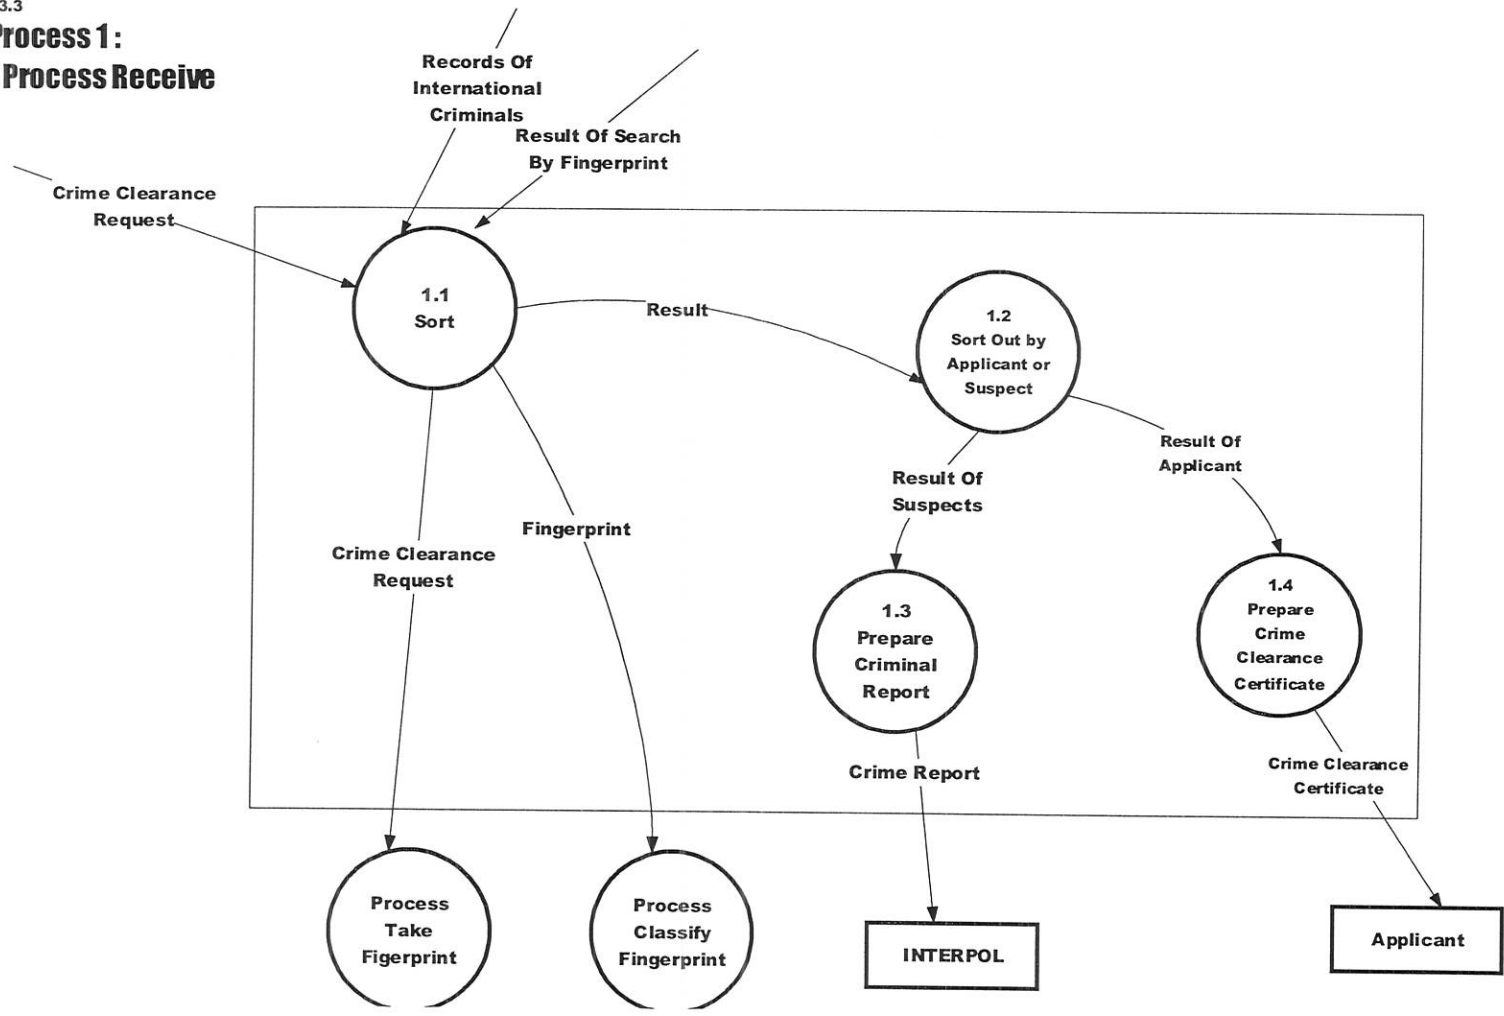 3.3
Process 1 :
Process Receive
Records Of
International
Criminals
Result Of Search
By Fingerprint
Crime Clearance
Request
1.1
Sort
Result
1.2
Sort Out by
Applicant or
Suspect
Result Of
Applicant
Result Of
Suspects
Fingerprint
Crime Clearance
Request
1.3
Prepare
Criminal
Report
1.4
Prepare
Crime
Clearance
Certificate
Crime Report
Crime Clearance
Certificate
Process
Take
Figerprint
Process
Classify
Fingerprint
INTERPOL
Applicant